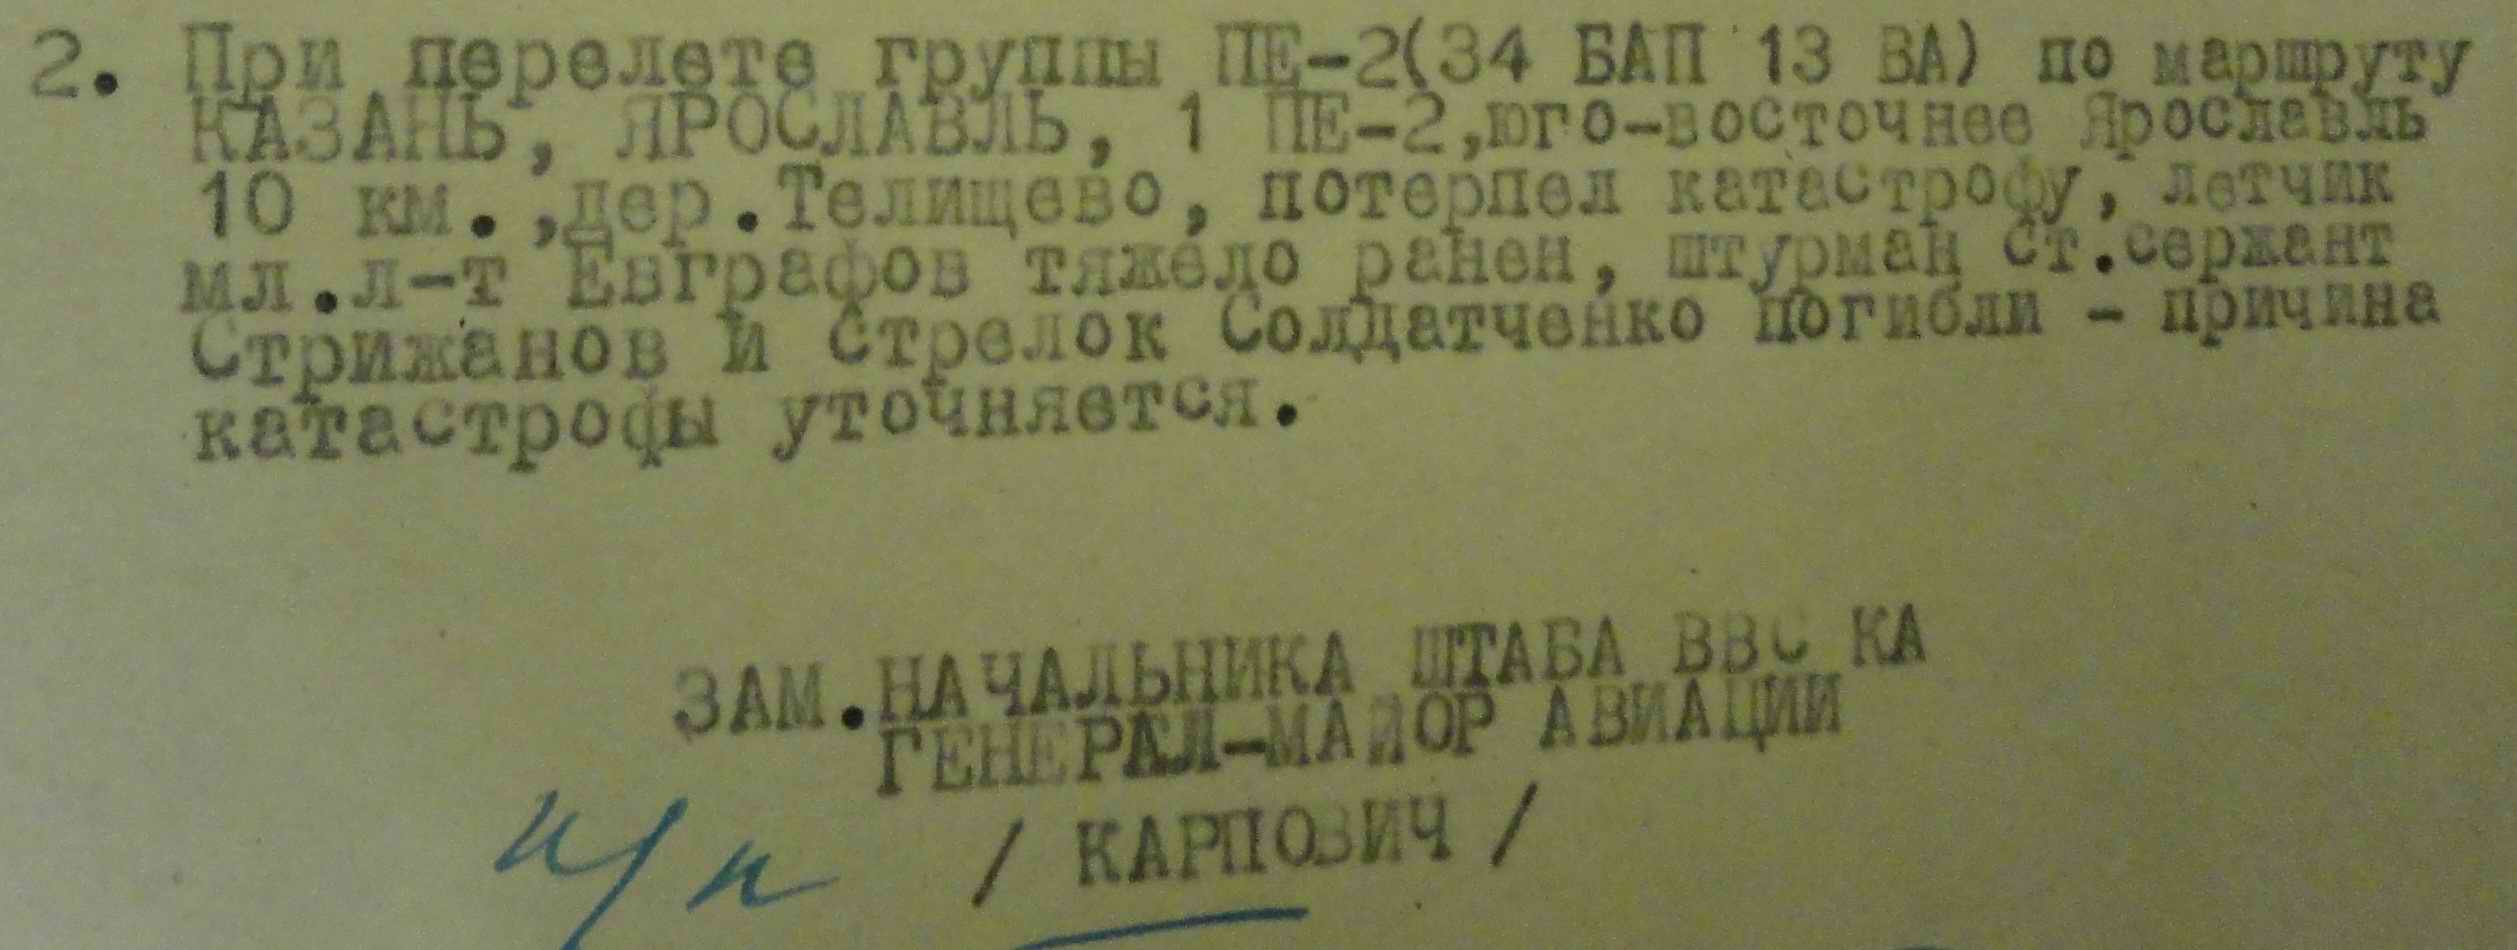 2. При перелете группы ПЕ-2(34 БАП 13 ВА) по маршруту
КАЗАНЬ, ЯРОСЛАВЛЬ, 1 ПЕ-2,юго-восточнее Ярославль
10 км.,дер.Телищево, потерпел катастрофу, летчик
мл.л-т Евграфов тяжело ранен, штурман ст.сержант
Стрижанов и стрелок Солдатченко погибли - причина
катастрофы уточняется.
ЗАМ.НАЧАЛЬНИКА ШТАБА ВВС КА
ГЕНЕРАЛ-МАЙОР АВИАЦИИ
п/п / КАРПОВИЧ /